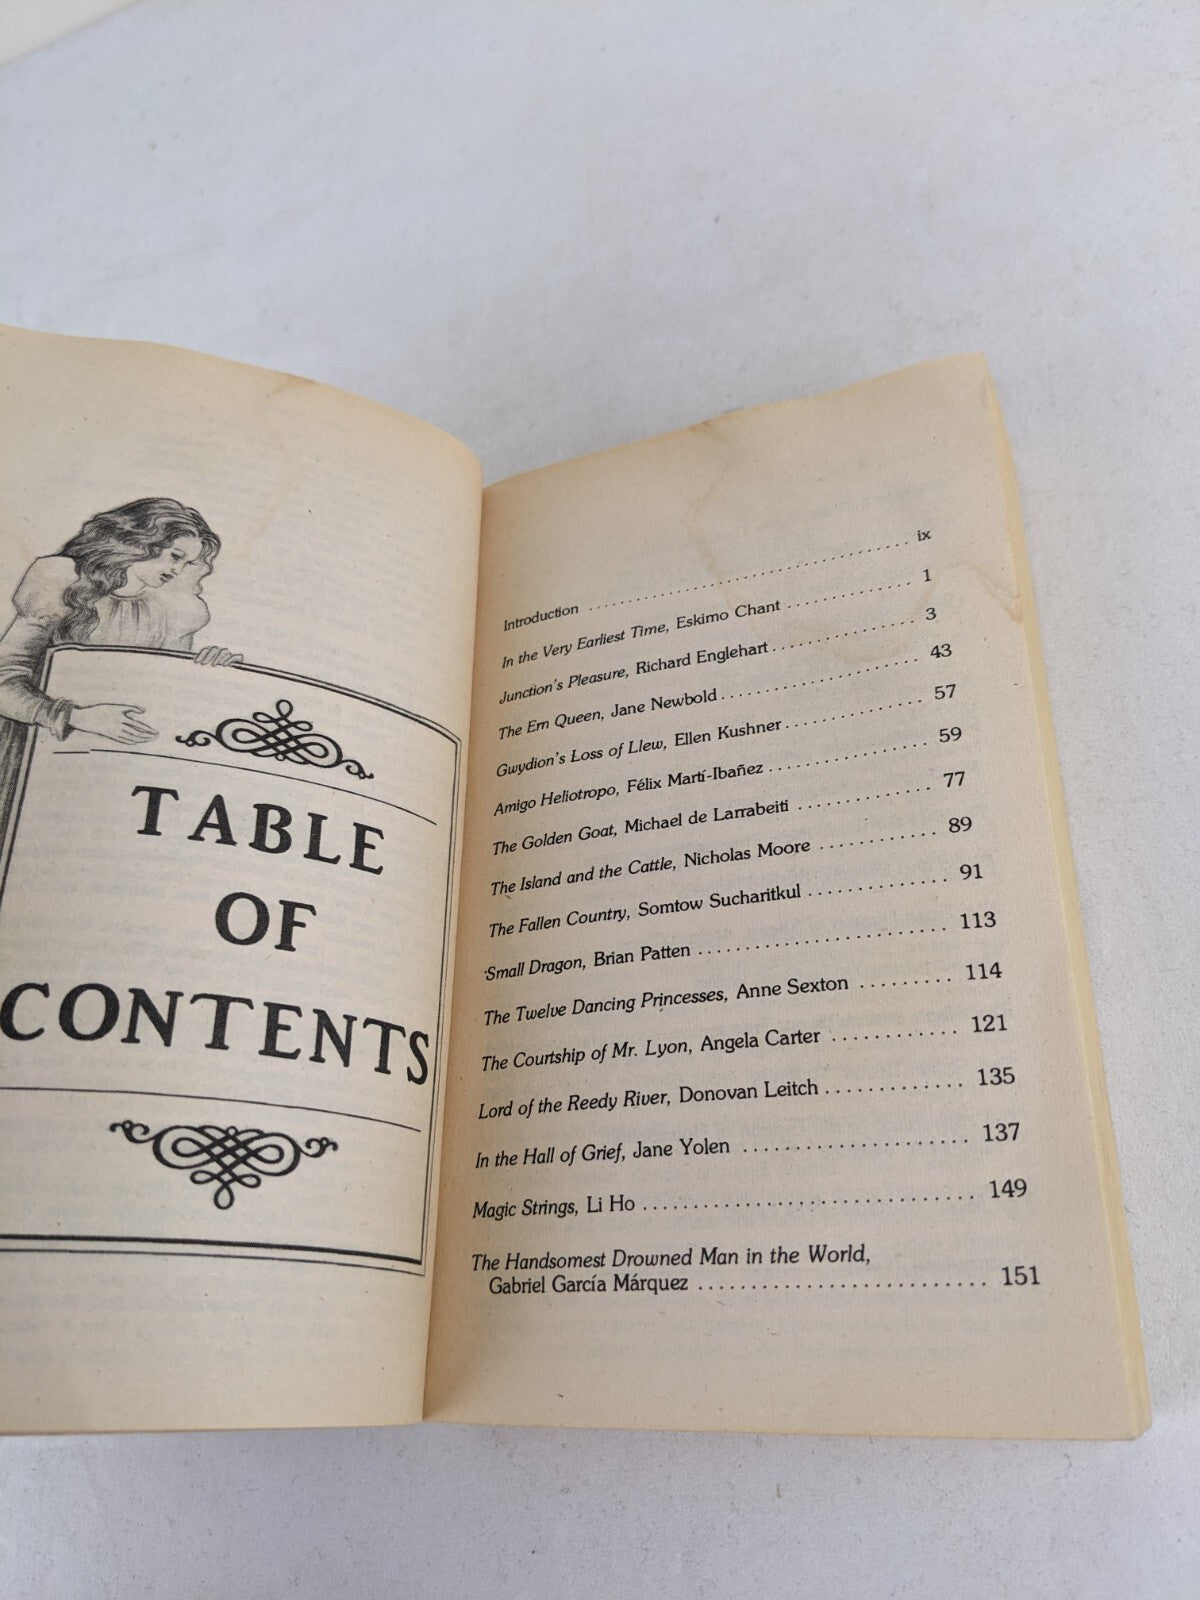 TABLE
OF
CONTENTS
Introduction .......... ix
In the Very Earliest Time, Eskimo Chant .......... 1
Junction's Pleasure, Richard Englehart .......... 3
The Ern Queen, Jane Newbold .......... 43
Gwydion's Loss of Llew, Ellen Kushner .......... 57
Amigo Heliotropo, Félix Martí-Ibañez .......... 59
The Golden Goat, Michael de Larrabeiti .......... 77
The Island and the Cattle, Nicholas Moore .......... 89
The Fallen Country, Somtow Sucharitkul .......... 91
Small Dragon, Brian Patten .......... 113
The Twelve Dancing Princesses, Anne Sexton .......... 114
The Courtship of Mr. Lyon, Angela Carter .......... 121
Lord of the Reedy River, Donovan Leitch .......... 135
In the Hall of Grief, Jane Yolen .......... 137
Magic Strings, Li Ho .......... 149
The Handsomest Drowned Man in the World,
Gabriel García Márquez .......... 151